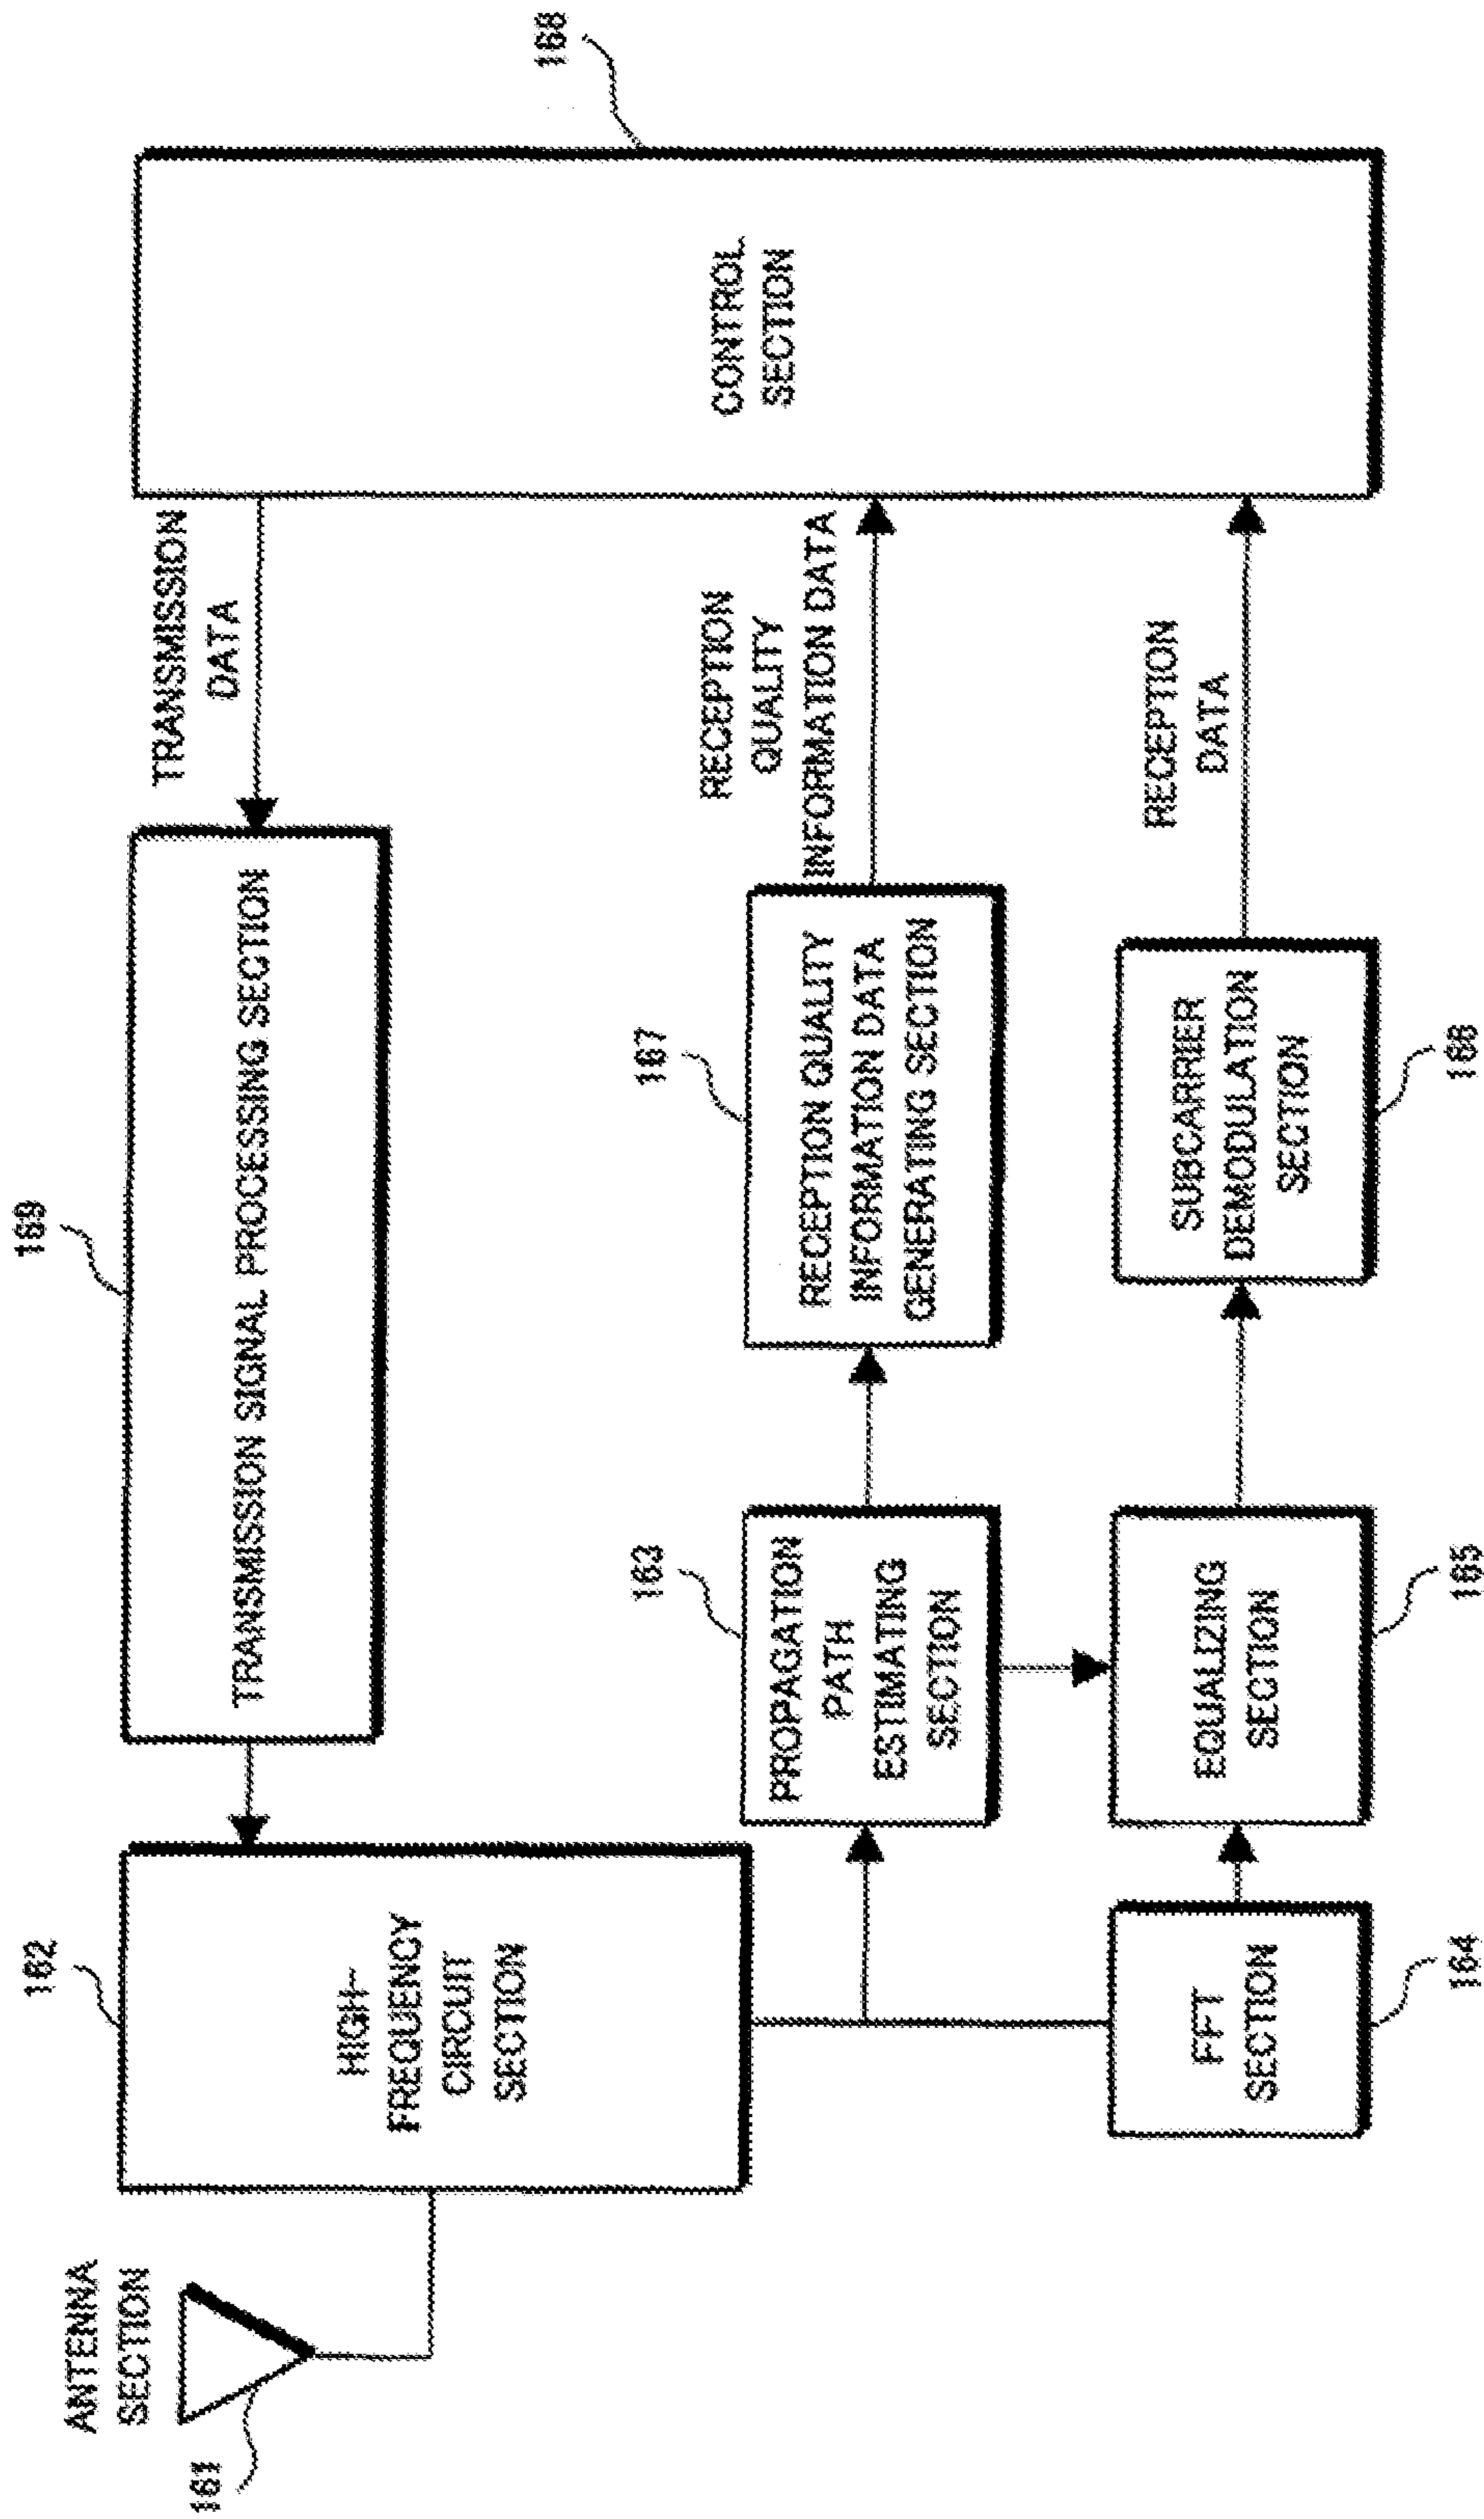 ANTENNA
SECTION
161
162
HIGH-
FREQUENCY
CIRCUIT
SECTION
169
TRANSMISSION SIGNAL PROCESSING SECTION
TRANSMISSION
DATA
168
CONTROL
SECTION
163
PROPAGATION
PATH
ESTIMATING
SECTION
167
RECEPTION QUALITY
INFORMATION DATA
GENERATING SECTION
RECEPTION
QUALITY
INFORMATION DATA
FFT
SECTION
164
EQUALIZING
SECTION
165
SUBCARRIER
DEMODULATION
SECTION
166
RECEPTION
DATA